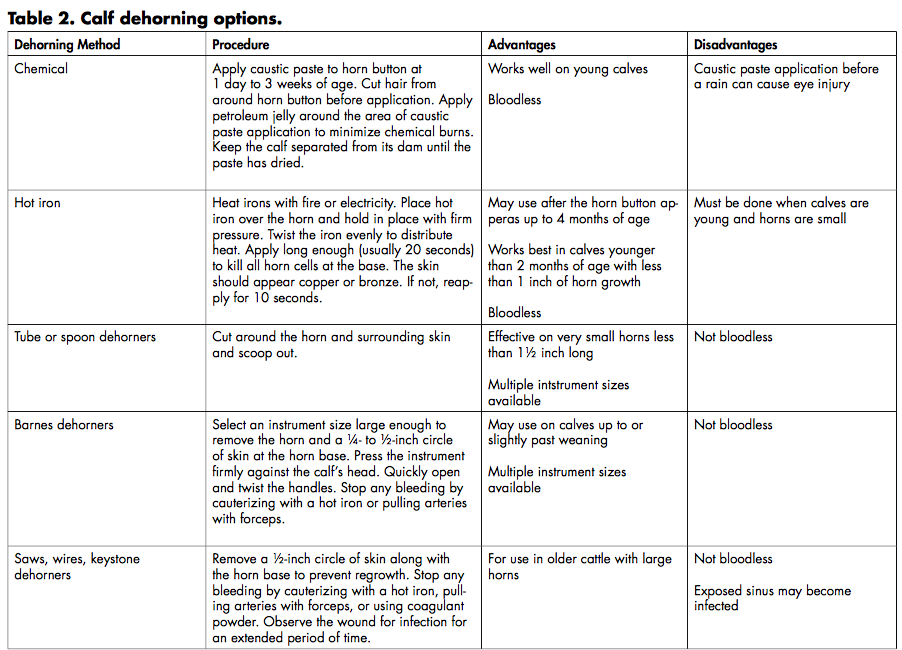 Table 2. Calf dehorning options.
Dehorning Method
Procedure
Advantages
Disadvantages
Chemical
Apply caustic paste to horn button at
1 day to 3 weeks of age. Cut hair from
around horn button before application. Apply
petroleum jelly around the area of caustic
paste application to minimize chemical burns.
Keep the calf separated from its dam until the
paste has dried.
Works well on young calves
Bloodless
Caustic paste application before
a rain can cause eye injury
Hot iron
Heat irons with fire or electricity. Place hot
iron over the horn and hold in place with firm
pressure. Twist the iron evenly to distribute
heat. Apply long enough (usually 20 seconds)
to kill all horn cells at the base. The skin
should appear copper or bronze. If not, reap-
ply for 10 seconds.
May use after the horn button ap-
peras up to 4 months of age
Works best in calves younger
than 2 months of age with less
than 1 inch of horn growth
Bloodless
Must be done when calves are
young and horns are small
Tube or spoon dehorners
Cut around the horn and surrounding skin
and scoop out.
Effective on very small horns less
than 1½ inch long
Multiple intstrument sizes
available
Not bloodless
Barnes dehorners
Select an instrument size large enough to
remove the horn and a ¼- to ½-inch circle
of skin at the horn base. Press the instrument
firmly against the calf's head. Quickly open
and twist the handles. Stop any bleeding by
cauterizing with a hot iron or pulling arteries
with forceps.
May use on calves up to or
slightly past weaning
Multiple instrument sizes
available
Not bloodless
Saws, wires, keystone
dehorners
Remove a ½-inch circle of skin along with
the horn base to prevent regrowth. Stop any
bleeding by cauterizing with a hot iron, pull-
ing arteries with forceps, or using coagulant
powder. Observe the wound for infection for
an extended period of time.
For use in older cattle with large
horns
Not bloodless
Exposed sinus may become
infected